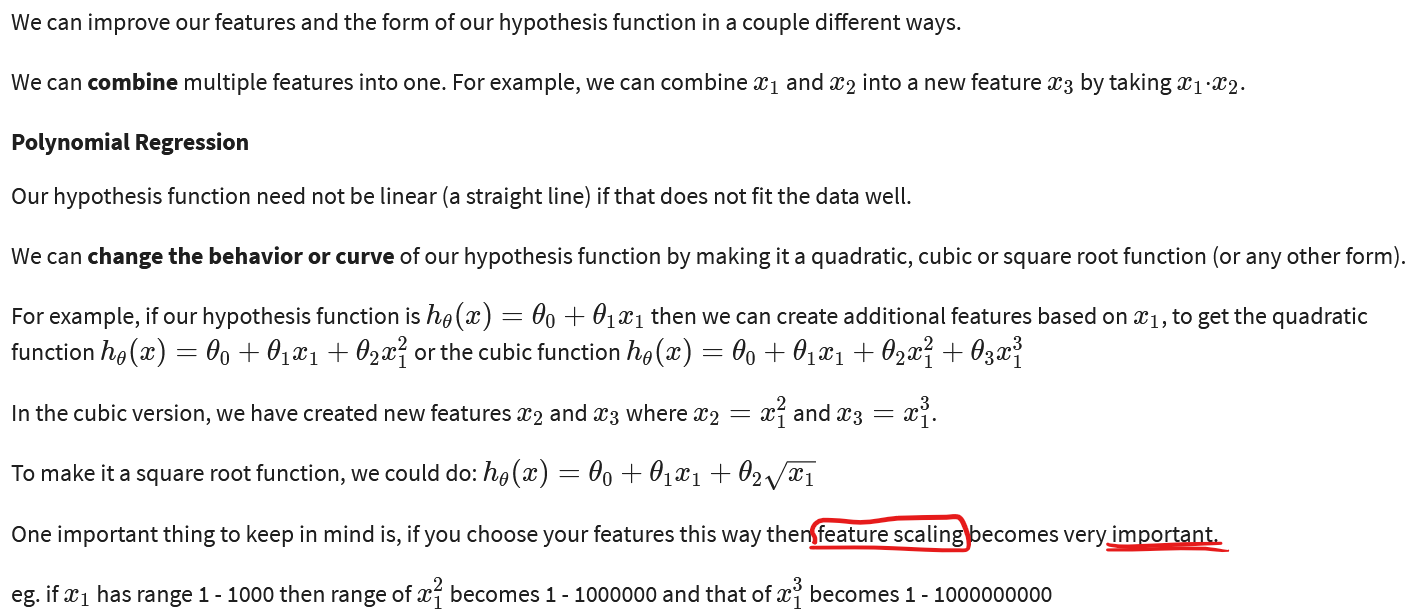 We can improve our features and the form of our hypothesis function in a couple different ways.
We can combine multiple features into one. For example, we can combine x₁ and x₂ into a new feature x₃ by taking x₁·x₂.
Polynomial Regression
Our hypothesis function need not be linear (a straight line) if that does not fit the data well.
We can change the behavior or curve of our hypothesis function by making it a quadratic, cubic or square root function (or any other form).
For example, if our hypothesis function is h_θ(x) = θ₀ + θ₁x₁ then we can create additional features based on x₁, to get the quadratic
function h_θ(x) = θ₀ + θ₁x₁ + θ₂x₁² or the cubic function h_θ(x) = θ₀ + θ₁x₁ + θ₂x₁² + θ₃x₁³
In the cubic version, we have created new features x₂ and x₃ where x₂ = x₁² and x₃ = x₁³.
To make it a square root function, we could do: h_θ(x) = θ₀ + θ₁x₁ + θ₂√x₁
One important thing to keep in mind is, if you choose your features this way then feature scaling becomes very important.
eg. if x₁ has range 1 - 1000 then range of x₁² becomes 1 - 1000000 and that of x₁³ becomes 1 - 1000000000